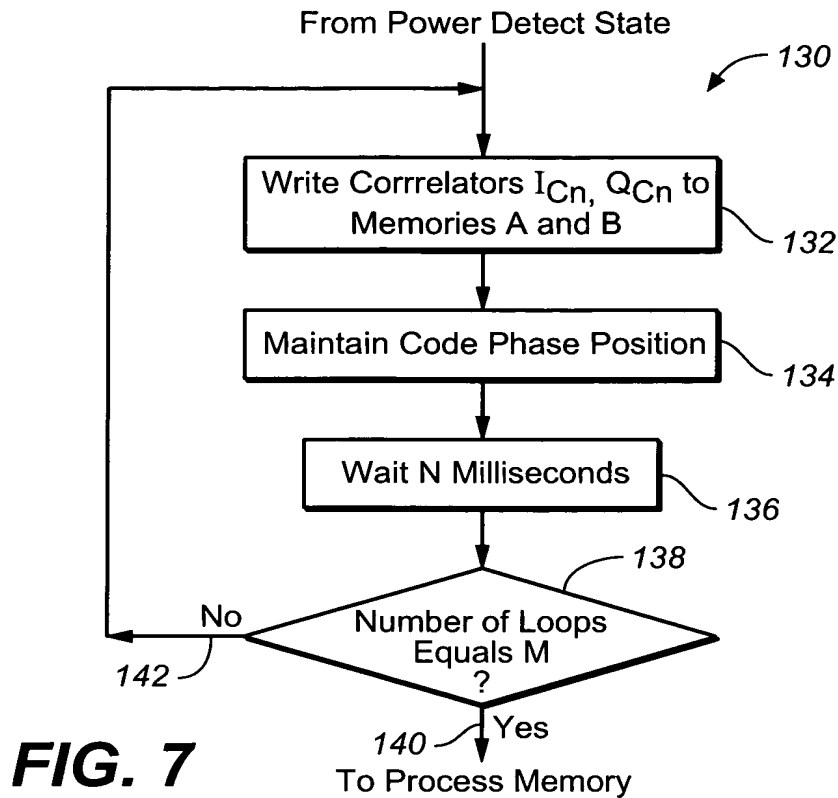 From Power Detect State
130
Write Corrrelators I_Cn, Q_Cn to
Memories A and B
132
Maintain Code Phase Position
134
Wait N Milliseconds
136
138
No
Number of Loops
Equals M
?
142
140
Yes
FIG. 7
To Process Memory